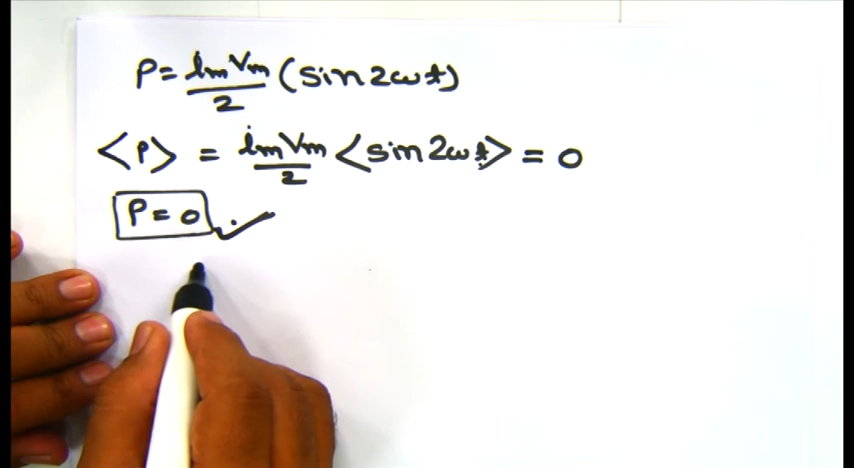 P = imVm/2 (sin 2ωt)
<P> = imVm/2 <sin 2ωt> = 0
P = 0